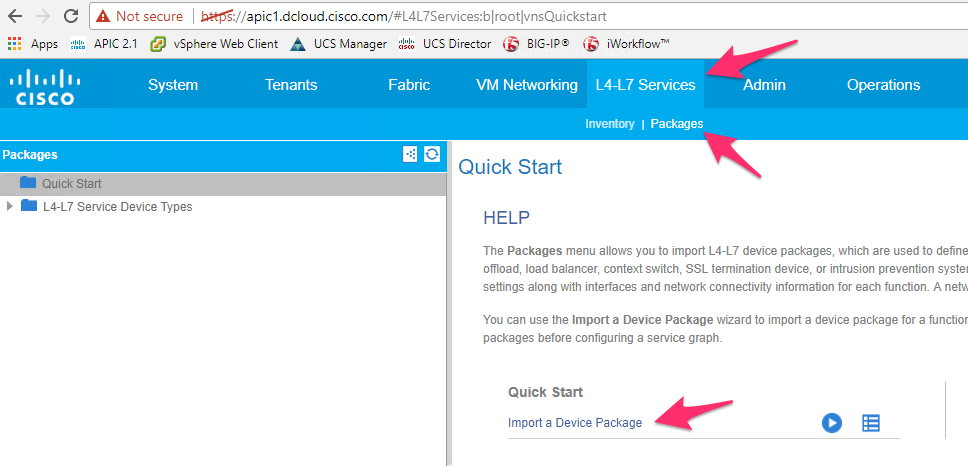 Not secure | https://apic1.dcloud.cisco.com/#L4L7Services:b|root|vnsQuickstart
Apps APIC 2.1 vSphere Web Client UCS Manager UCS Director BIG-IP® iWorkflow™
CISCO System Tenants Fabric VM Networking L4-L7 Services Admin Operations
Inventory | Packages
Packages
Quick Start
L4-L7 Service Device Types
Quick Start
HELP
The Packages menu allows you to import L4-L7 device packages, which are used to define
offload, load balancer, context switch, SSL termination device, or intrusion prevention syste
settings along with interfaces and network connectivity information for each function. A netw
You can use the Import a Device Package wizard to import a device package for a function
packages before configuring a service graph.
Quick Start
Import a Device Package